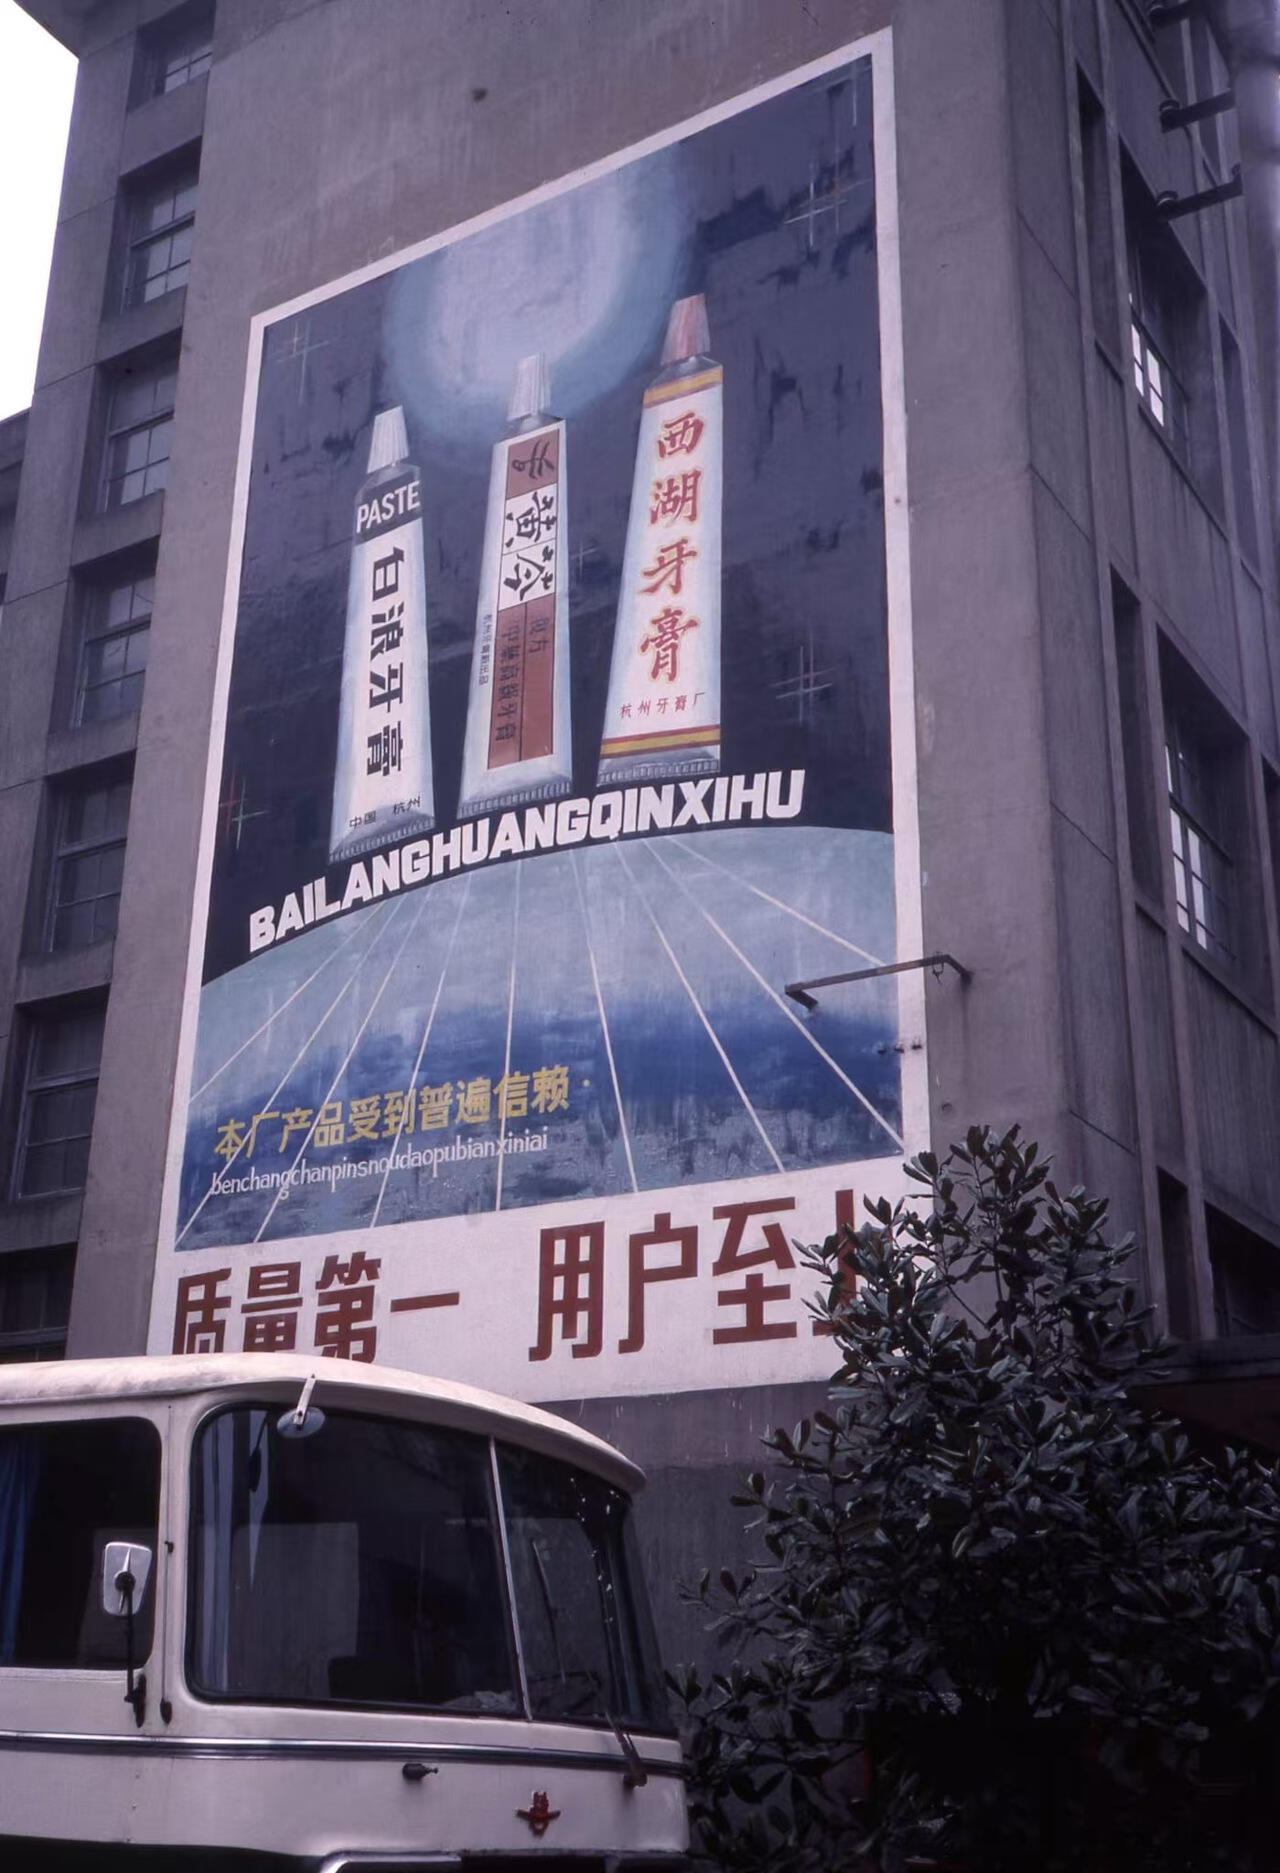 PASTE
白浪牙膏
中国 杭州
黄芩
西湖牙膏
杭州牙膏厂
BAILANGHUANGQINXIHU
本厂产品受到普遍信赖·
benchangchanpinsnoudaopubianxiniai
质量第一 用户至上